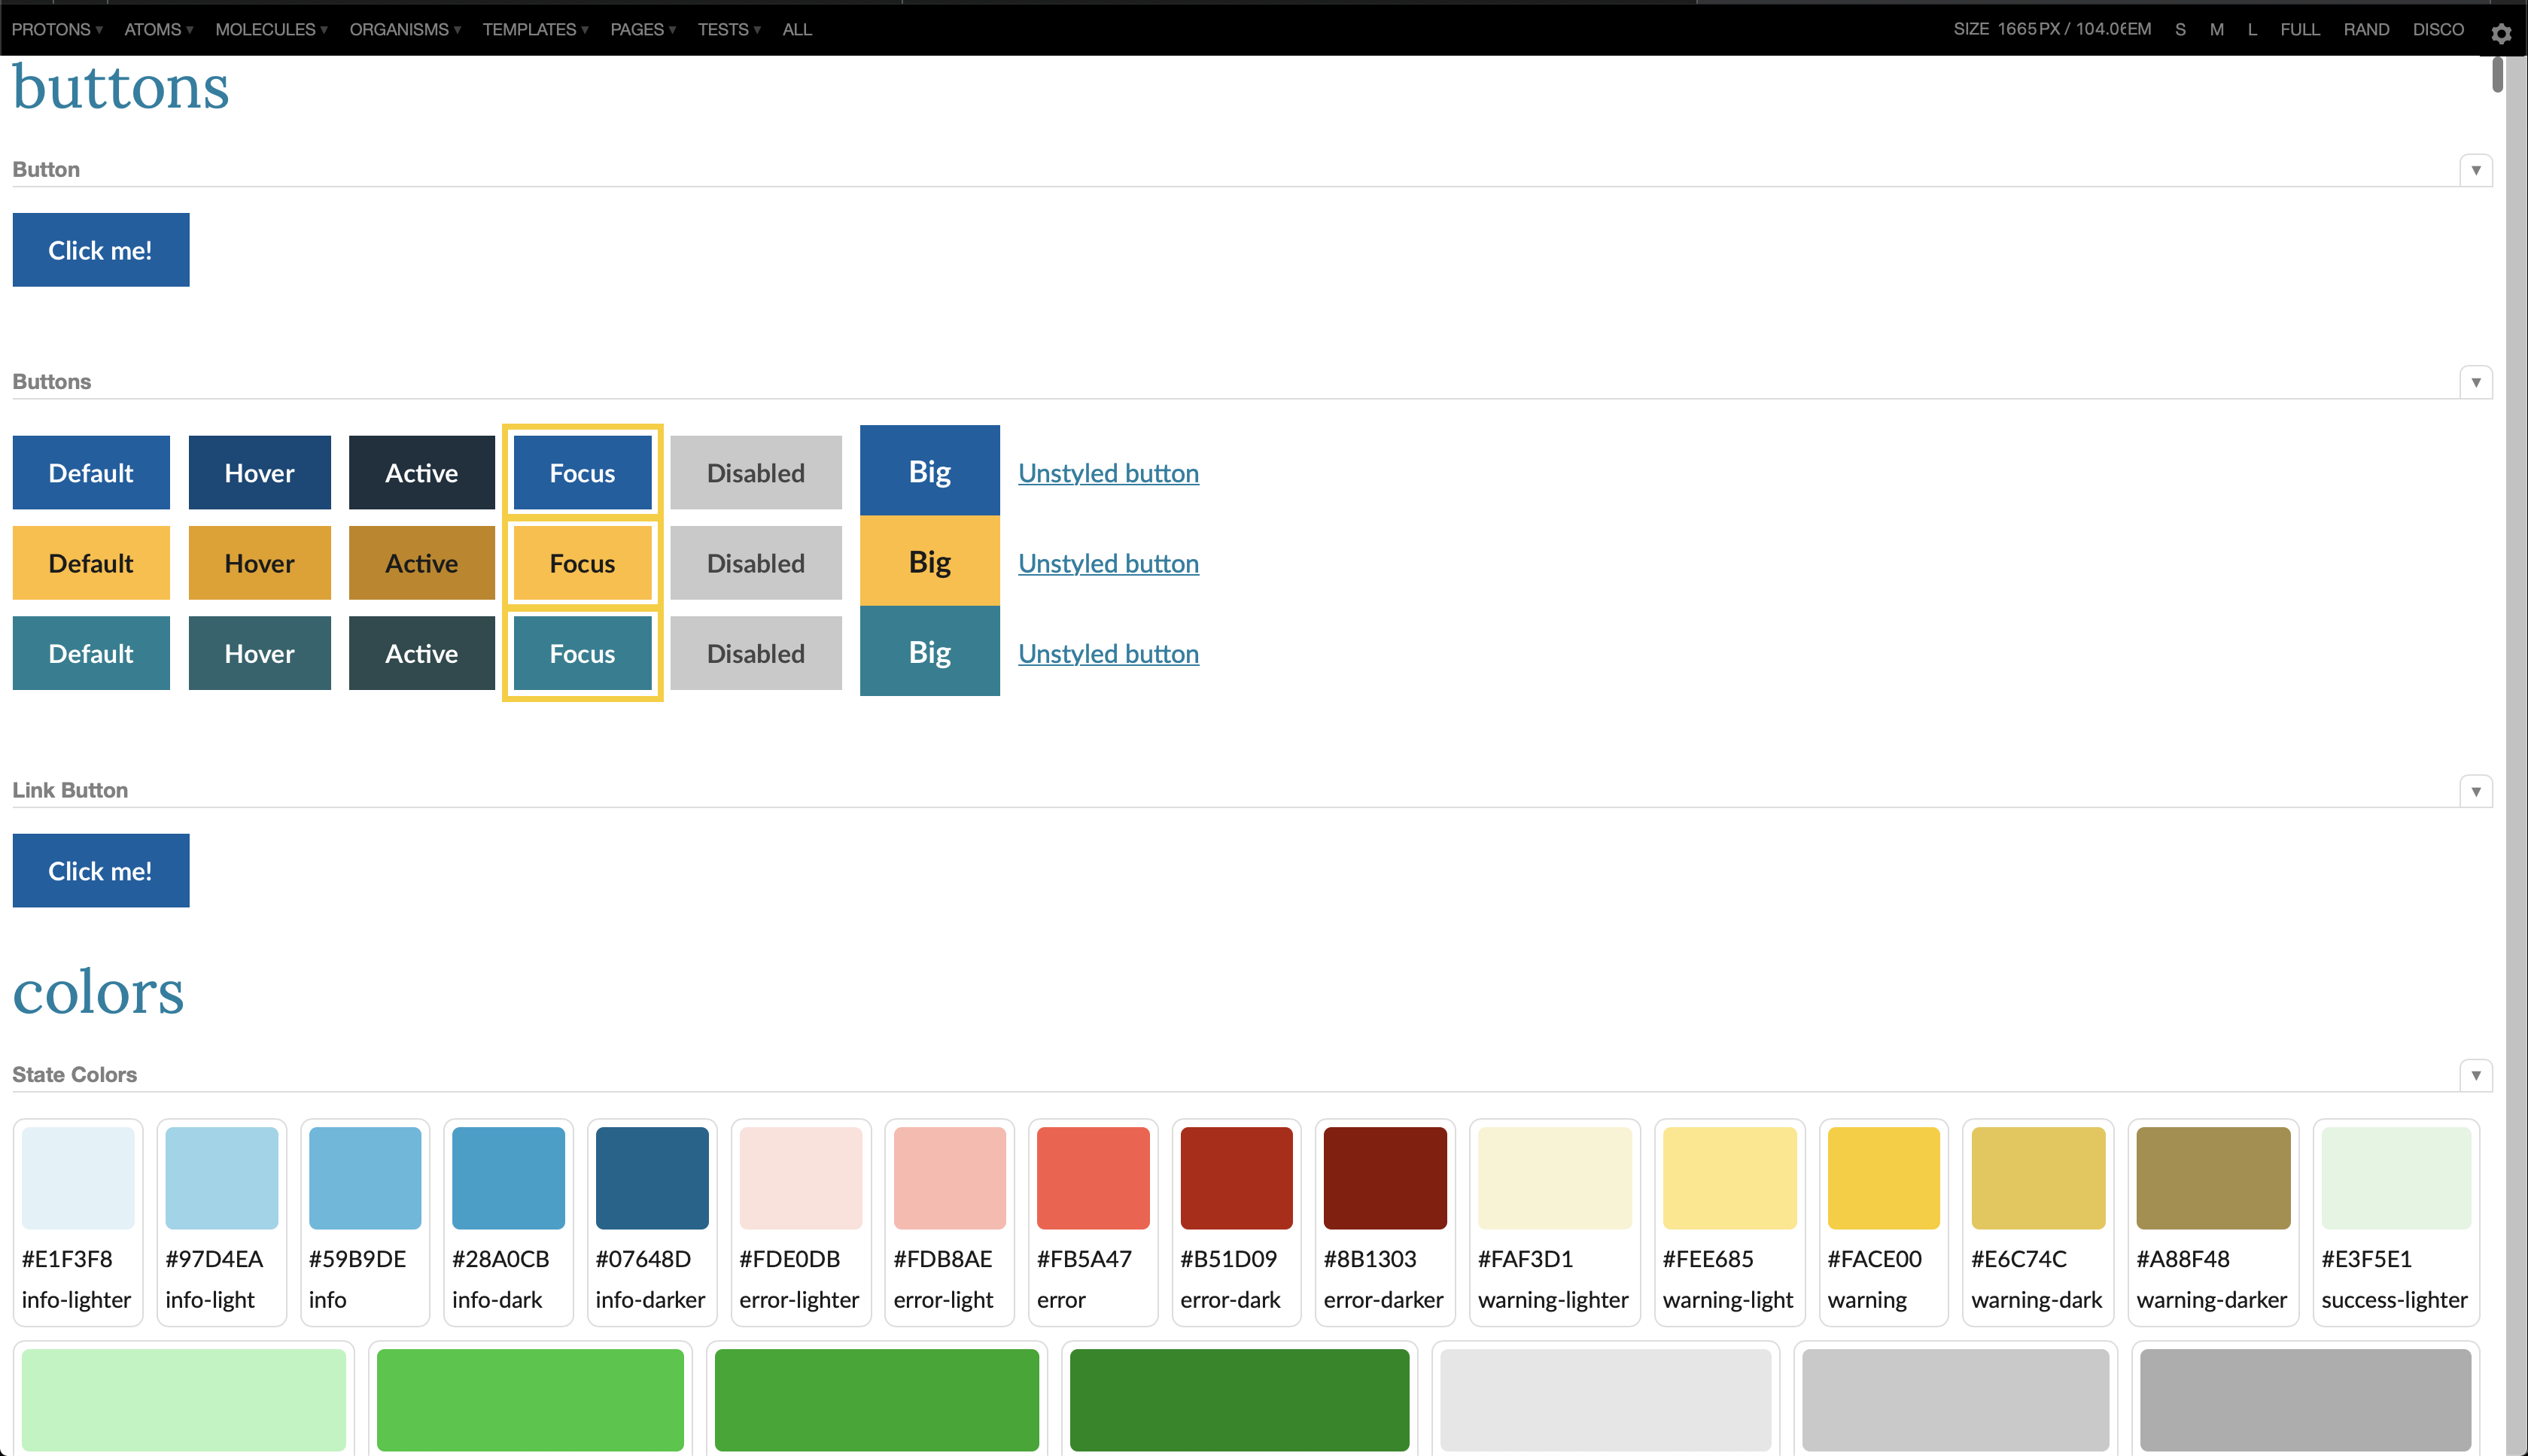 PROTONS ATOMS MOLECULES ORGANISMS TEMPLATES PAGES TESTS ALL SIZE 1665PX / 104.06EM S M L FULL RAND DISCO
buttons
Button
Click me!
Buttons
Default Hover Active Focus Disabled Big Unstyled button
Default Hover Active Focus Disabled Big Unstyled button
Default Hover Active Focus Disabled Big Unstyled button
Link Button
Click me!
colors
State Colors
#E1F3F8 #97D4EA #59B9DE #28A0CB #07648D #FDE0DB #FDB8AE #FB5A47 #B51D09 #8B1303 #FAF3D1 #FEE685 #FACE00 #E6C74C #A88F48 #E3F5E1
info-lighter info-light info info-dark info-darker error-lighter error-light error error-dark error-darker warning-lighter warning-light warning warning-dark warning-darker success-lighter